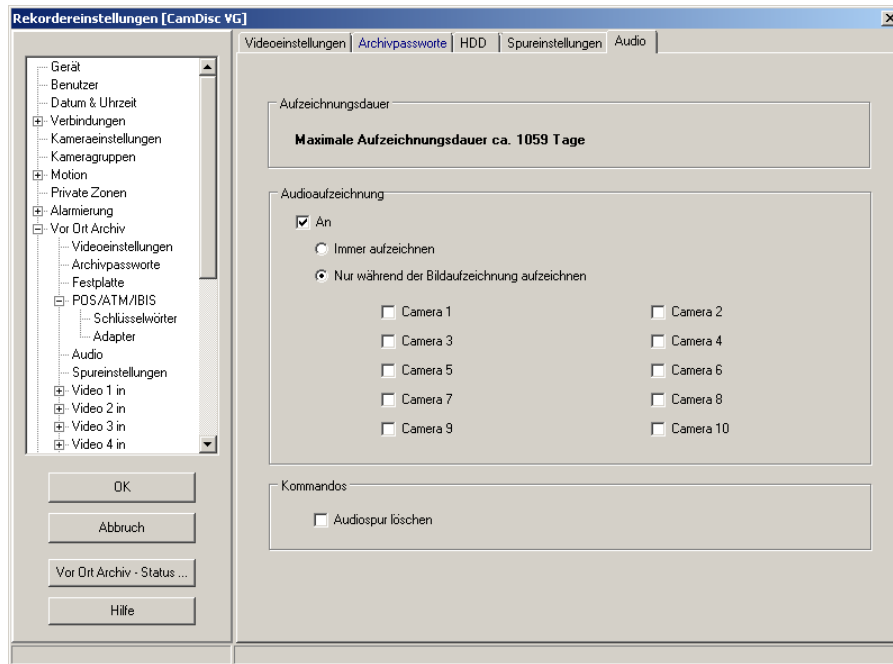 Rekordereinstellungen [CamDisc VG]
Gerät
Benutzer
Datum & Uhrzeit
Verbindungen
Kameraeinstellungen
Kameragruppen
Motion
Private Zonen
Alarmierung
Vor Ort Archiv
Videoeinstellungen
Archivpassworte
Festplatte
POS/ATM/IBIS
Schlüsselwörter
Adapter
Audio
Spureinstellungen
Video 1 in
Video 2 in
Video 3 in
Video 4 in
OK
Abbruch
Vor Ort Archiv - Status ...
Hilfe
Videoeinstellungen Archivpassworte HDD Spureinstellungen Audio
Aufzeichnungsdauer
Maximale Aufzeichnungsdauer ca. 1059 Tage
Audioaufzeichnung
An
Immer aufzeichnen
Nur während der Bildaufzeichnung aufzeichnen
Camera 1 Camera 2
Camera 3 Camera 4
Camera 5 Camera 6
Camera 7 Camera 8
Camera 9 Camera 10
Kommandos
Audiospur löschen